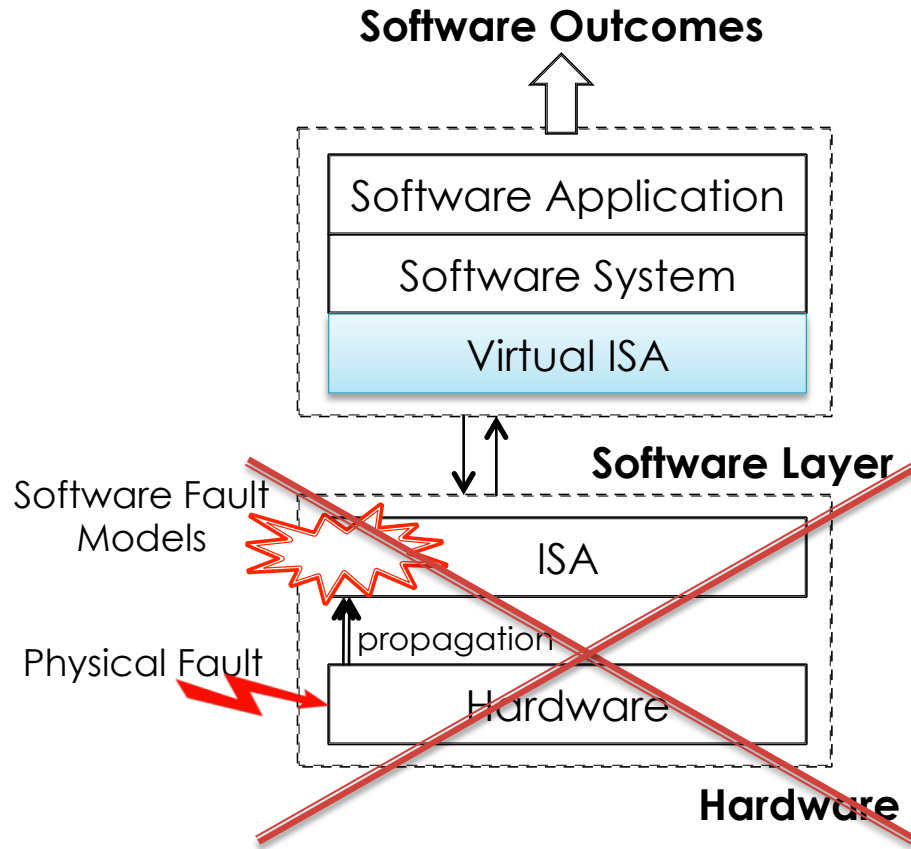 Software Outcomes
Software Application
Software System
Virtual ISA
Software Layer
Software Fault
Models
ISA
propagation
Physical Fault
Hardware
Hardware